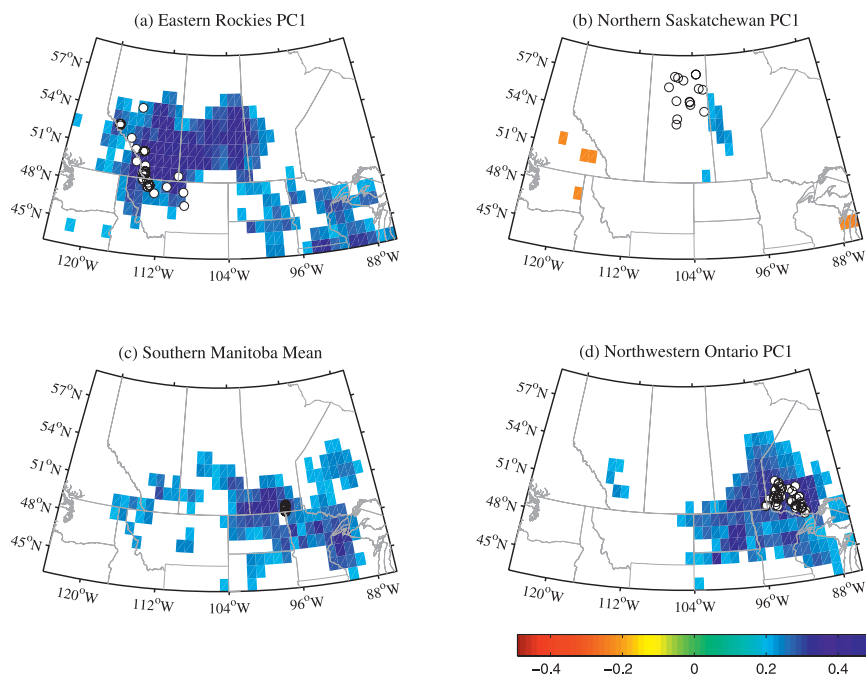 (a) Eastern Rockies PC1
57°N
54°N
51°N
48°N
45°N
120°W
112°W
104°W
96°W
88°W
(b) Northern Saskatchewan PC1
57°N
54°N
51°N
48°N
45°N
120°W
112°W
104°W
96°W
88°W
(c) Southern Manitoba Mean
57°N
54°N
51°N
48°N
45°N
120°W
112°W
104°W
96°W
88°W
(d) Northwestern Ontario PC1
57°N
54°N
51°N
48°N
45°N
120°W
112°W
104°W
96°W
88°W
−0.4 −0.2 0 0.2 0.4